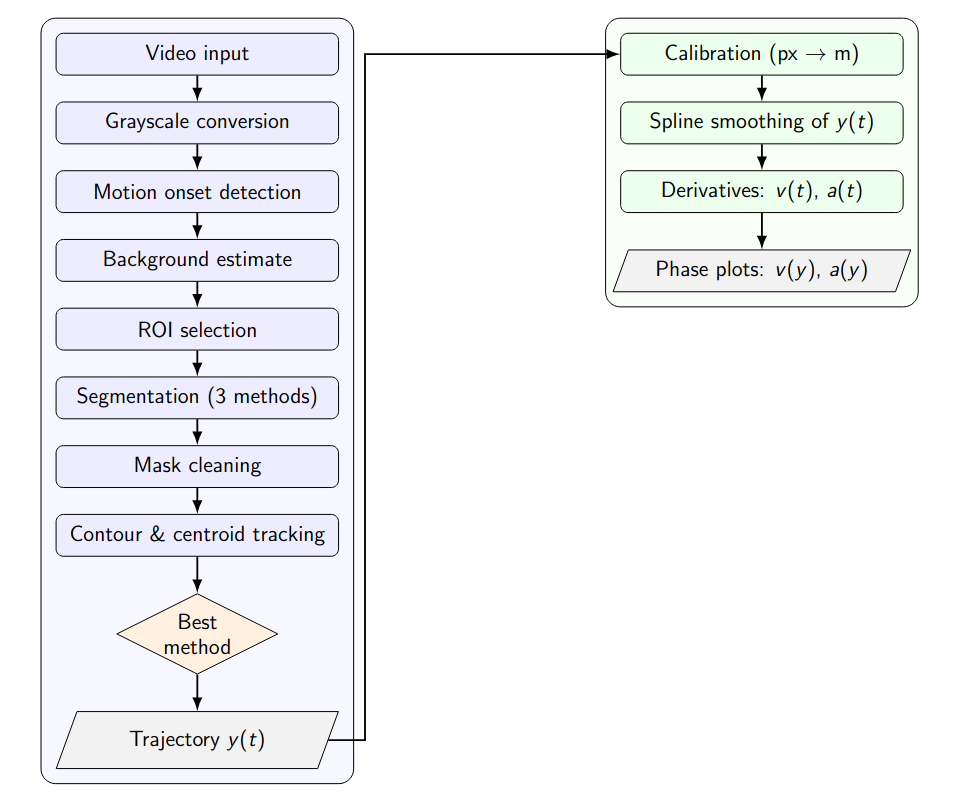 Video input
Grayscale conversion
Motion onset detection
Background estimate
ROI selection
Segmentation (3 methods)
Mask cleaning
Contour & centroid tracking
Best
method
Trajectory y(t)
Calibration (px → m)
Spline smoothing of y(t)
Derivatives: v(t), a(t)
Phase plots: v(y), a(y)